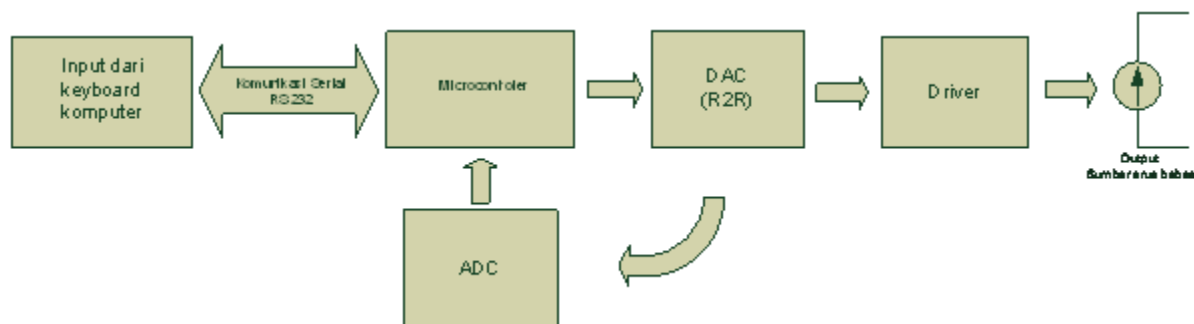 Input dari
keyboard
komputer
Komunikasi Serial
RS232
Microcontoler
DAC
(R2R)
Driver
Output
ADC